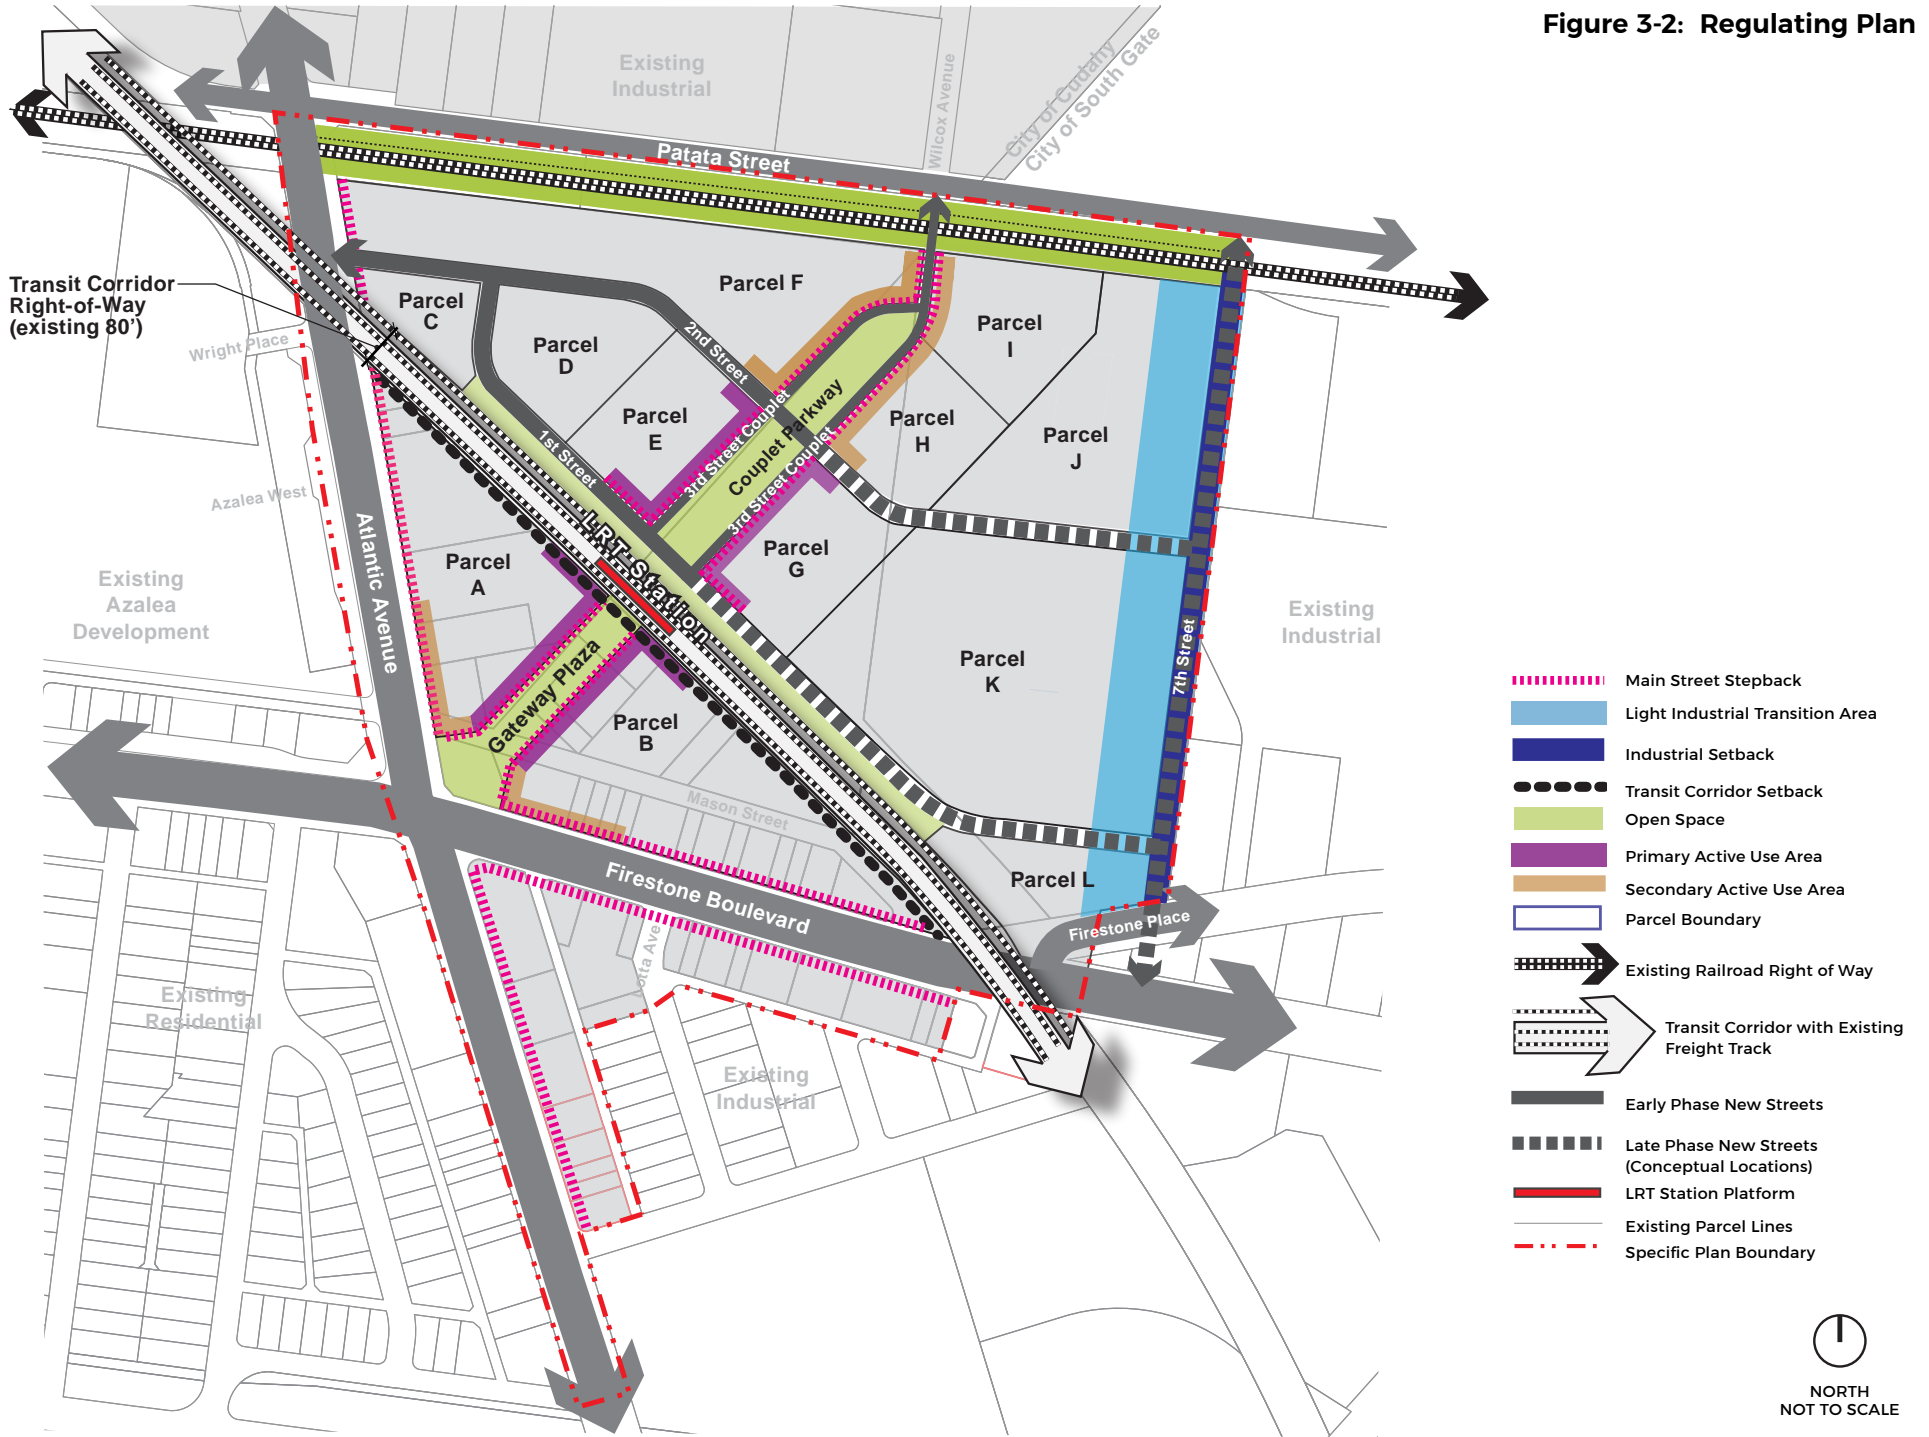 Figure 3-2:  Regulating Plan
Existing
Industrial
Wilcox Avenue
City of Cudahy
City of South Gate
Patata Street
Transit Corridor
Right-of-Way
(existing 80')
Wright Place
Azalea West
Atlantic Avenue
Existing
Azalea
Development
Parcel
C
Parcel
D
Parcel
E
Parcel F
2nd Street
1st Street
3rd Street Couplet
Couplet Parkway
3rd Street Couplet
Parcel
I
Parcel
H
Parcel
J
Parcel
G
Parcel
A
LRT Station
Gateway Plaza
Parcel
B
Parcel
K
7th Street
Existing
Industrial
Mason Street
Parcel L
Firestone Boulevard
Firestone Place
Existing
Residential
Existing
Industrial
Main Street Stepback
Light Industrial Transition Area
Industrial Setback
Transit Corridor Setback
Open Space
Primary Active Use Area
Secondary Active Use Area
Parcel Boundary
Existing Railroad Right of Way
Transit Corridor with Existing
Freight Track
Early Phase New Streets
Late Phase New Streets
(Conceptual Locations)
LRT Station Platform
Existing Parcel Lines
Specific Plan Boundary
NORTH
NOT TO SCALE